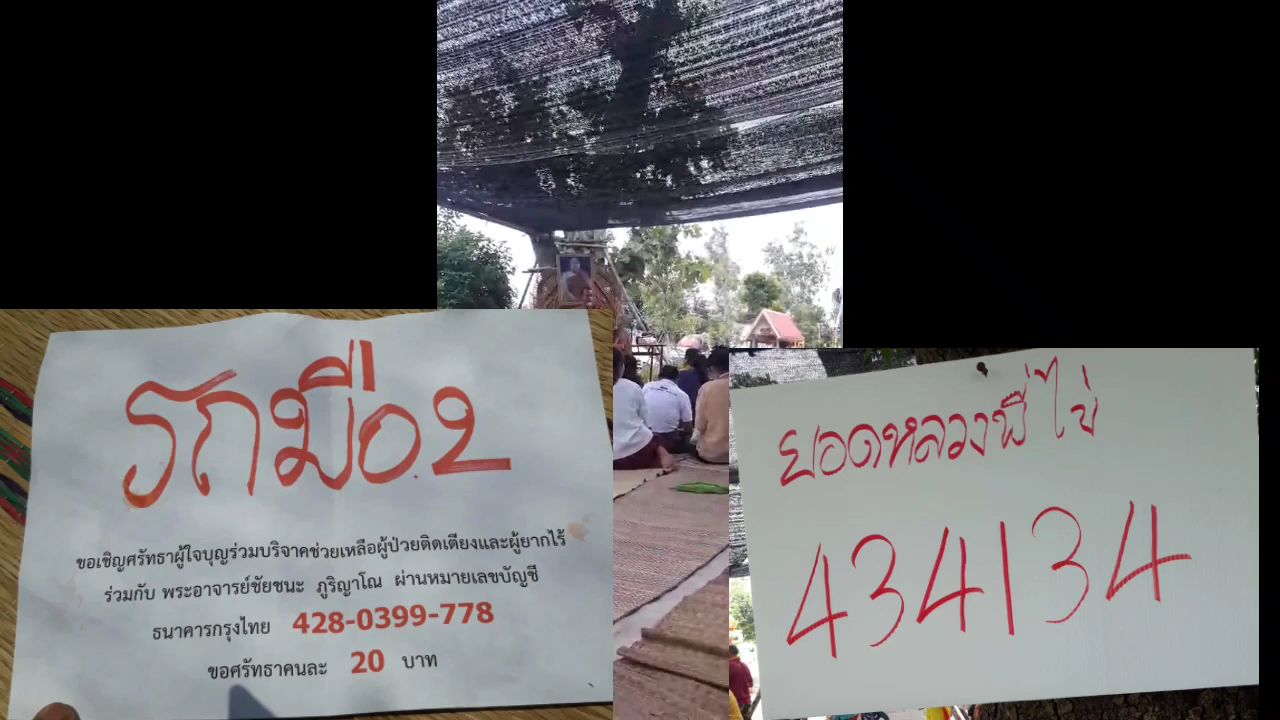 รถมือ.2
ขอเชิญศรัทธาผู้ใจบุญร่วมบริจาคช่วยเหลือผู้ป่วยติดเตียงและผู้ยากไร้
ร่วมกับ พระอาจารย์ชัยชนะ ภูริญาโณ ผ่านหมายเลขบัญชี
ธนาคารกรุงไทย 428-0399-778
ขอศรัทธาคนละ 20 บาท
ยอดหลวงพี่ไข่
434134